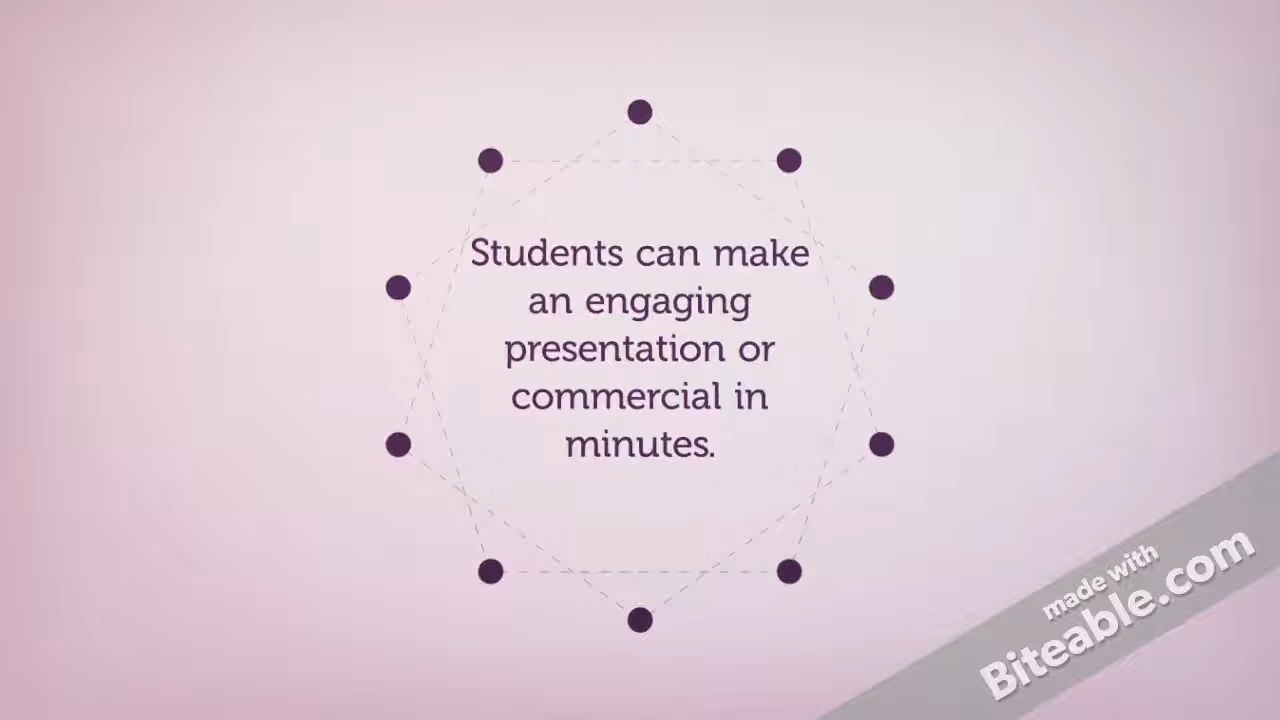 Students can make
an engaging
presentation or
commercial in
minutes.
made with
Biteable.com